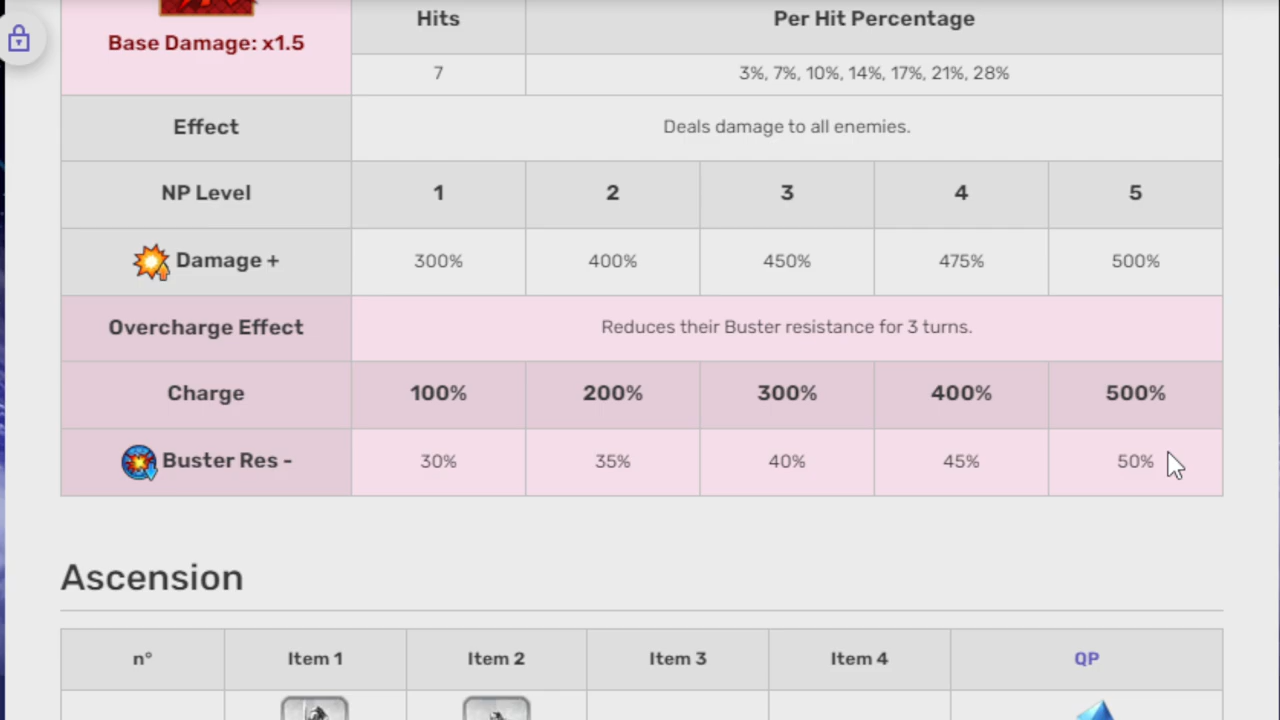 Hits Per Hit Percentage
Base Damage: x1.5
7 3%, 7%, 10%, 14%, 17%, 21%, 28%
Effect Deals damage to all enemies.
NP Level 1 2 3 4 5
Damage + 300% 400% 450% 475% 500%
Overcharge Effect Reduces their Buster resistance for 3 turns.
Charge 100% 200% 300% 400% 500%
Buster Res - 30% 35% 40% 45% 50%
Ascension
n° Item 1 Item 2 Item 3 Item 4 QP